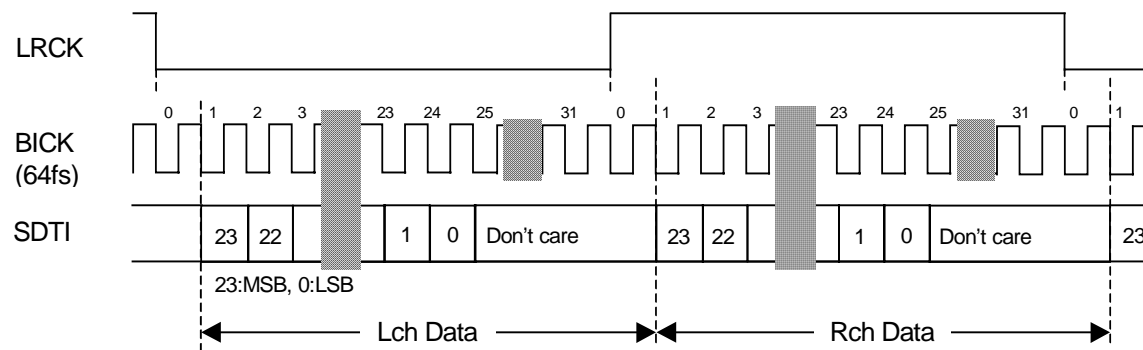 LRCK
0 1 2 3 23 24 25 31 0 1 2 3 23 24 25 31 0 1
BICK
(64fs)
SDTI
23 22 1 0 Don't care 23 22 1 0 Don't care 23
23:MSB, 0:LSB
Lch Data Rch Data